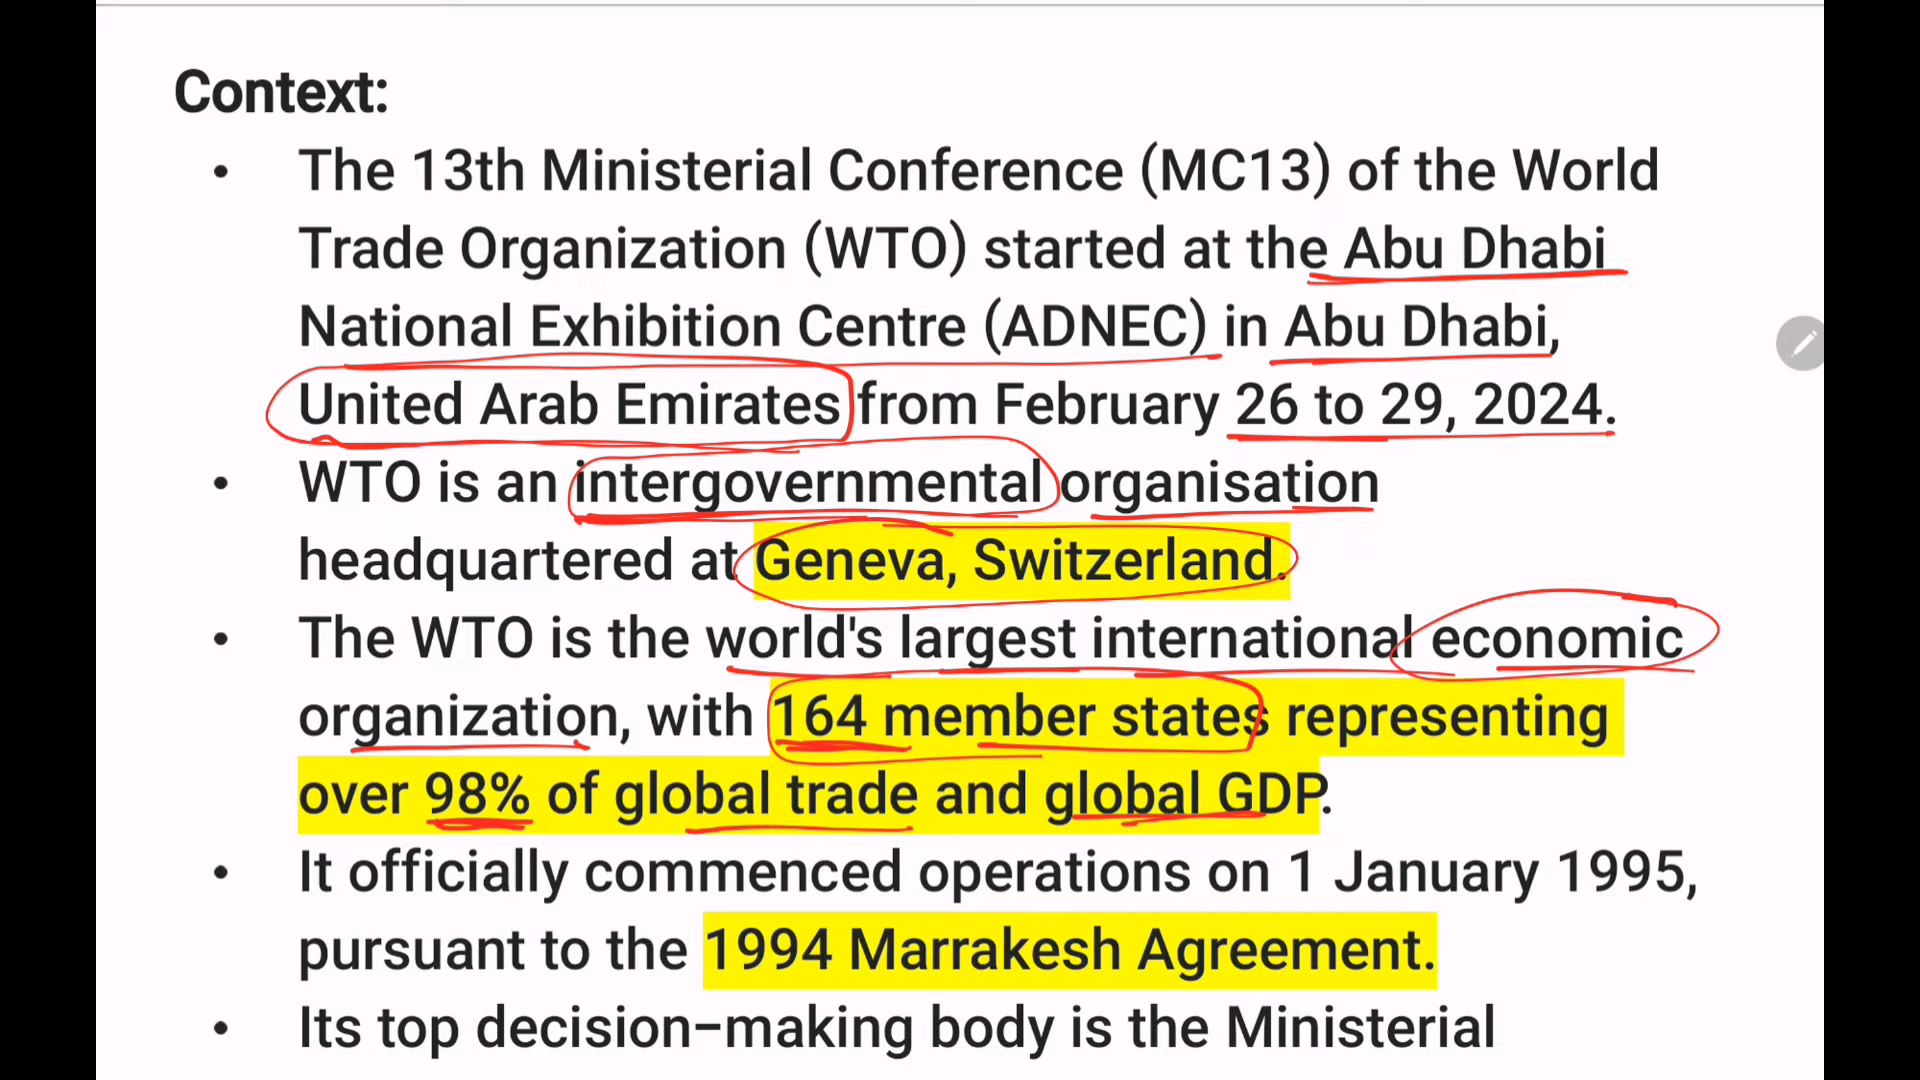 Context:
• The 13th Ministerial Conference (MC13) of the World
Trade Organization (WTO) started at the Abu Dhabi
National Exhibition Centre (ADNEC) in Abu Dhabi,
United Arab Emirates from February 26 to 29, 2024.
• WTO is an intergovernmental organisation
headquartered at Geneva, Switzerland.
• The WTO is the world's largest international economic
organization, with 164 member states representing
over 98% of global trade and global GDP.
• It officially commenced operations on 1 January 1995,
pursuant to the 1994 Marrakesh Agreement.
• Its top decision-making body is the Ministerial